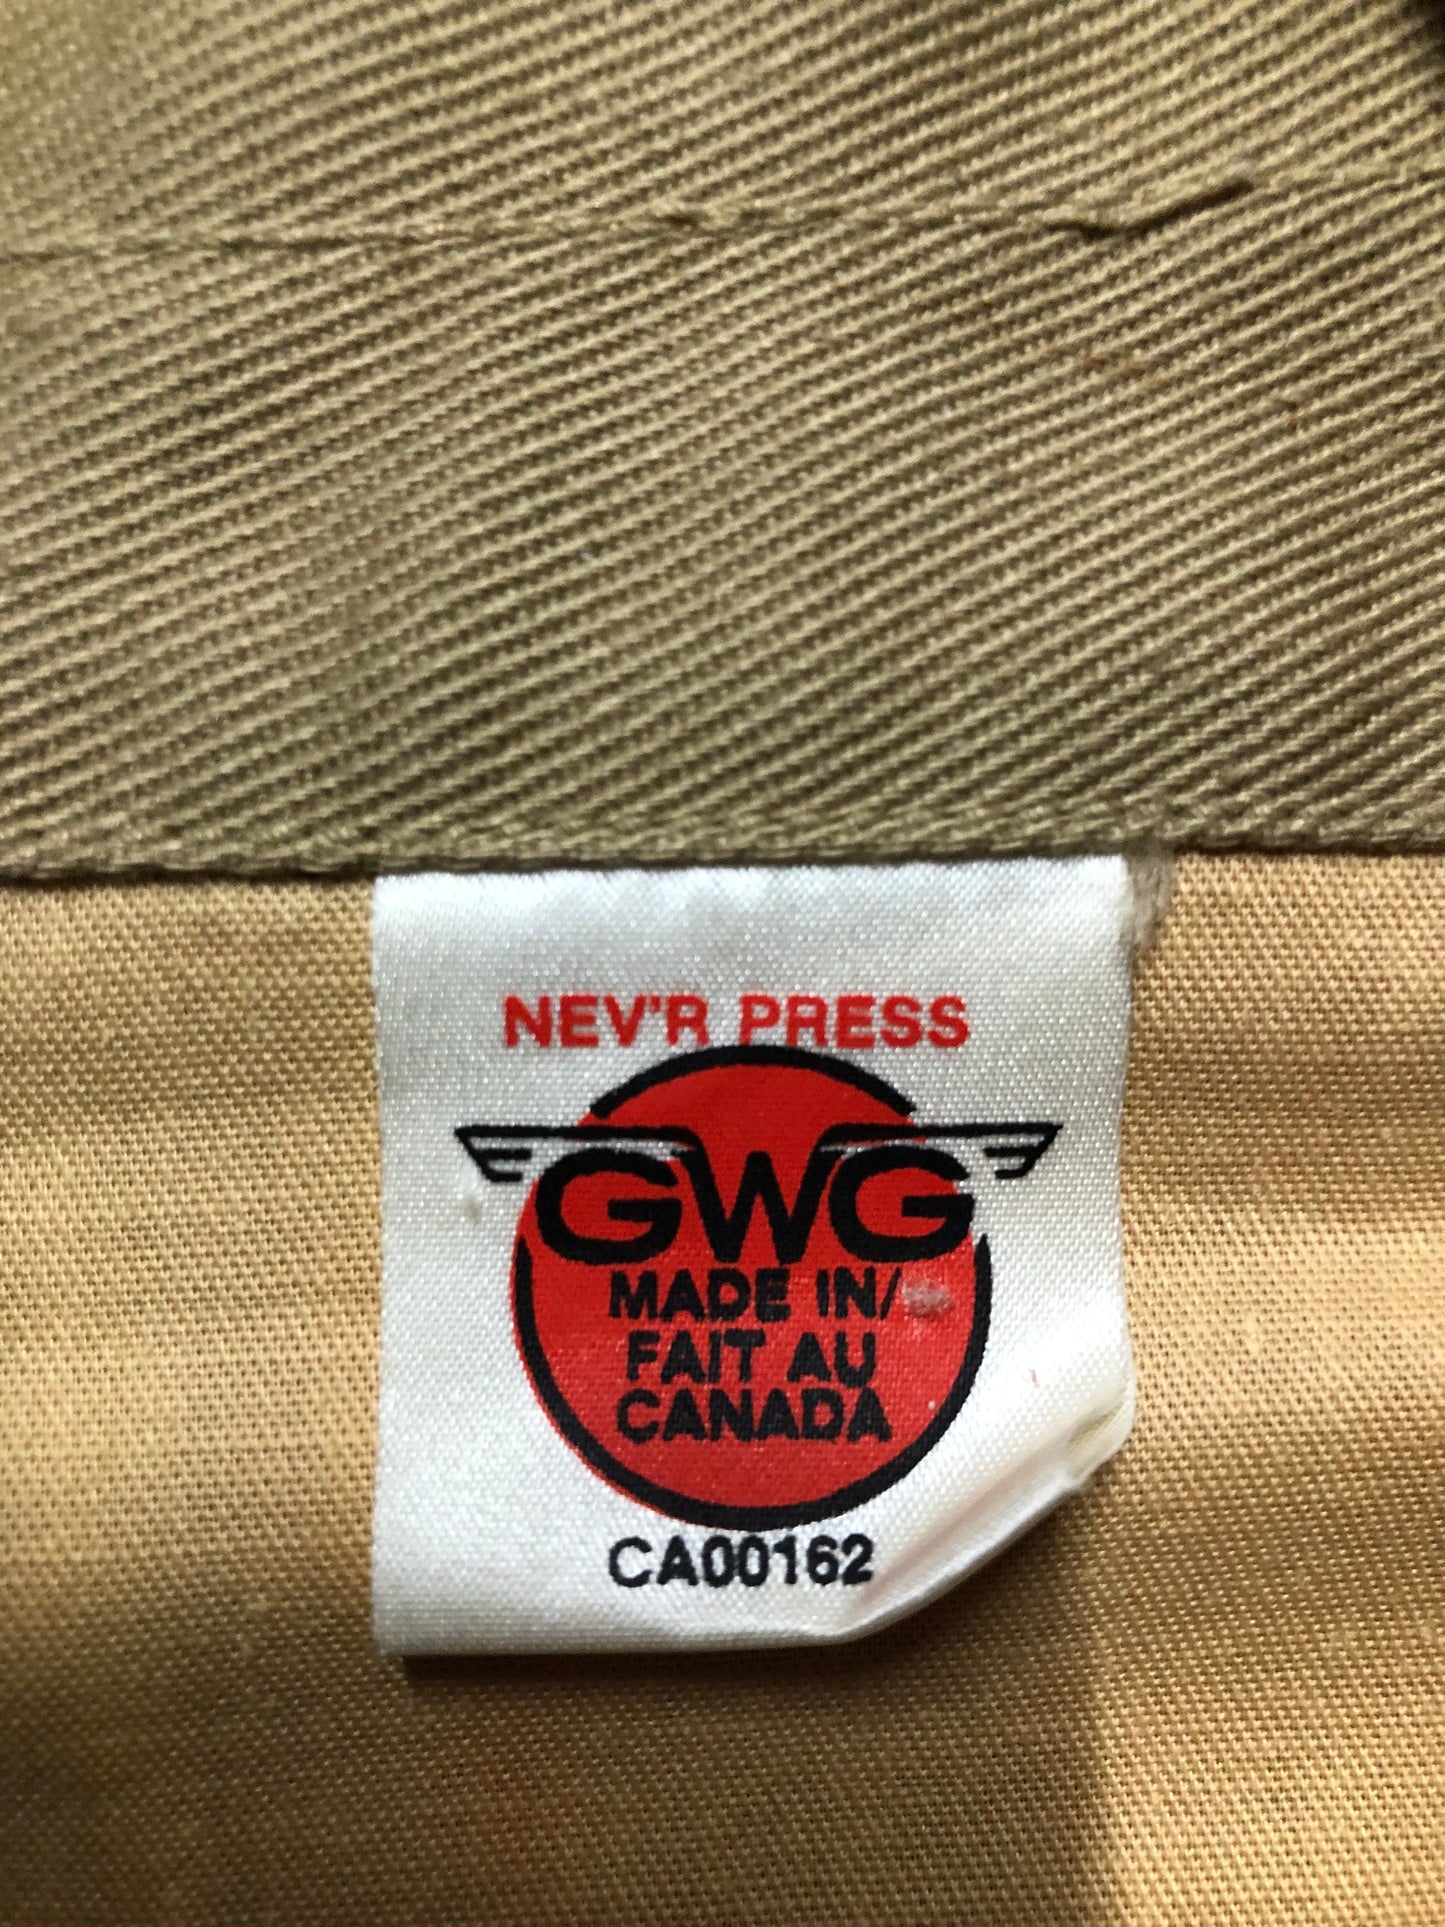 NEV'R PRESS
GWG
MADE IN/
FAIT AU
CANADA
CA00162